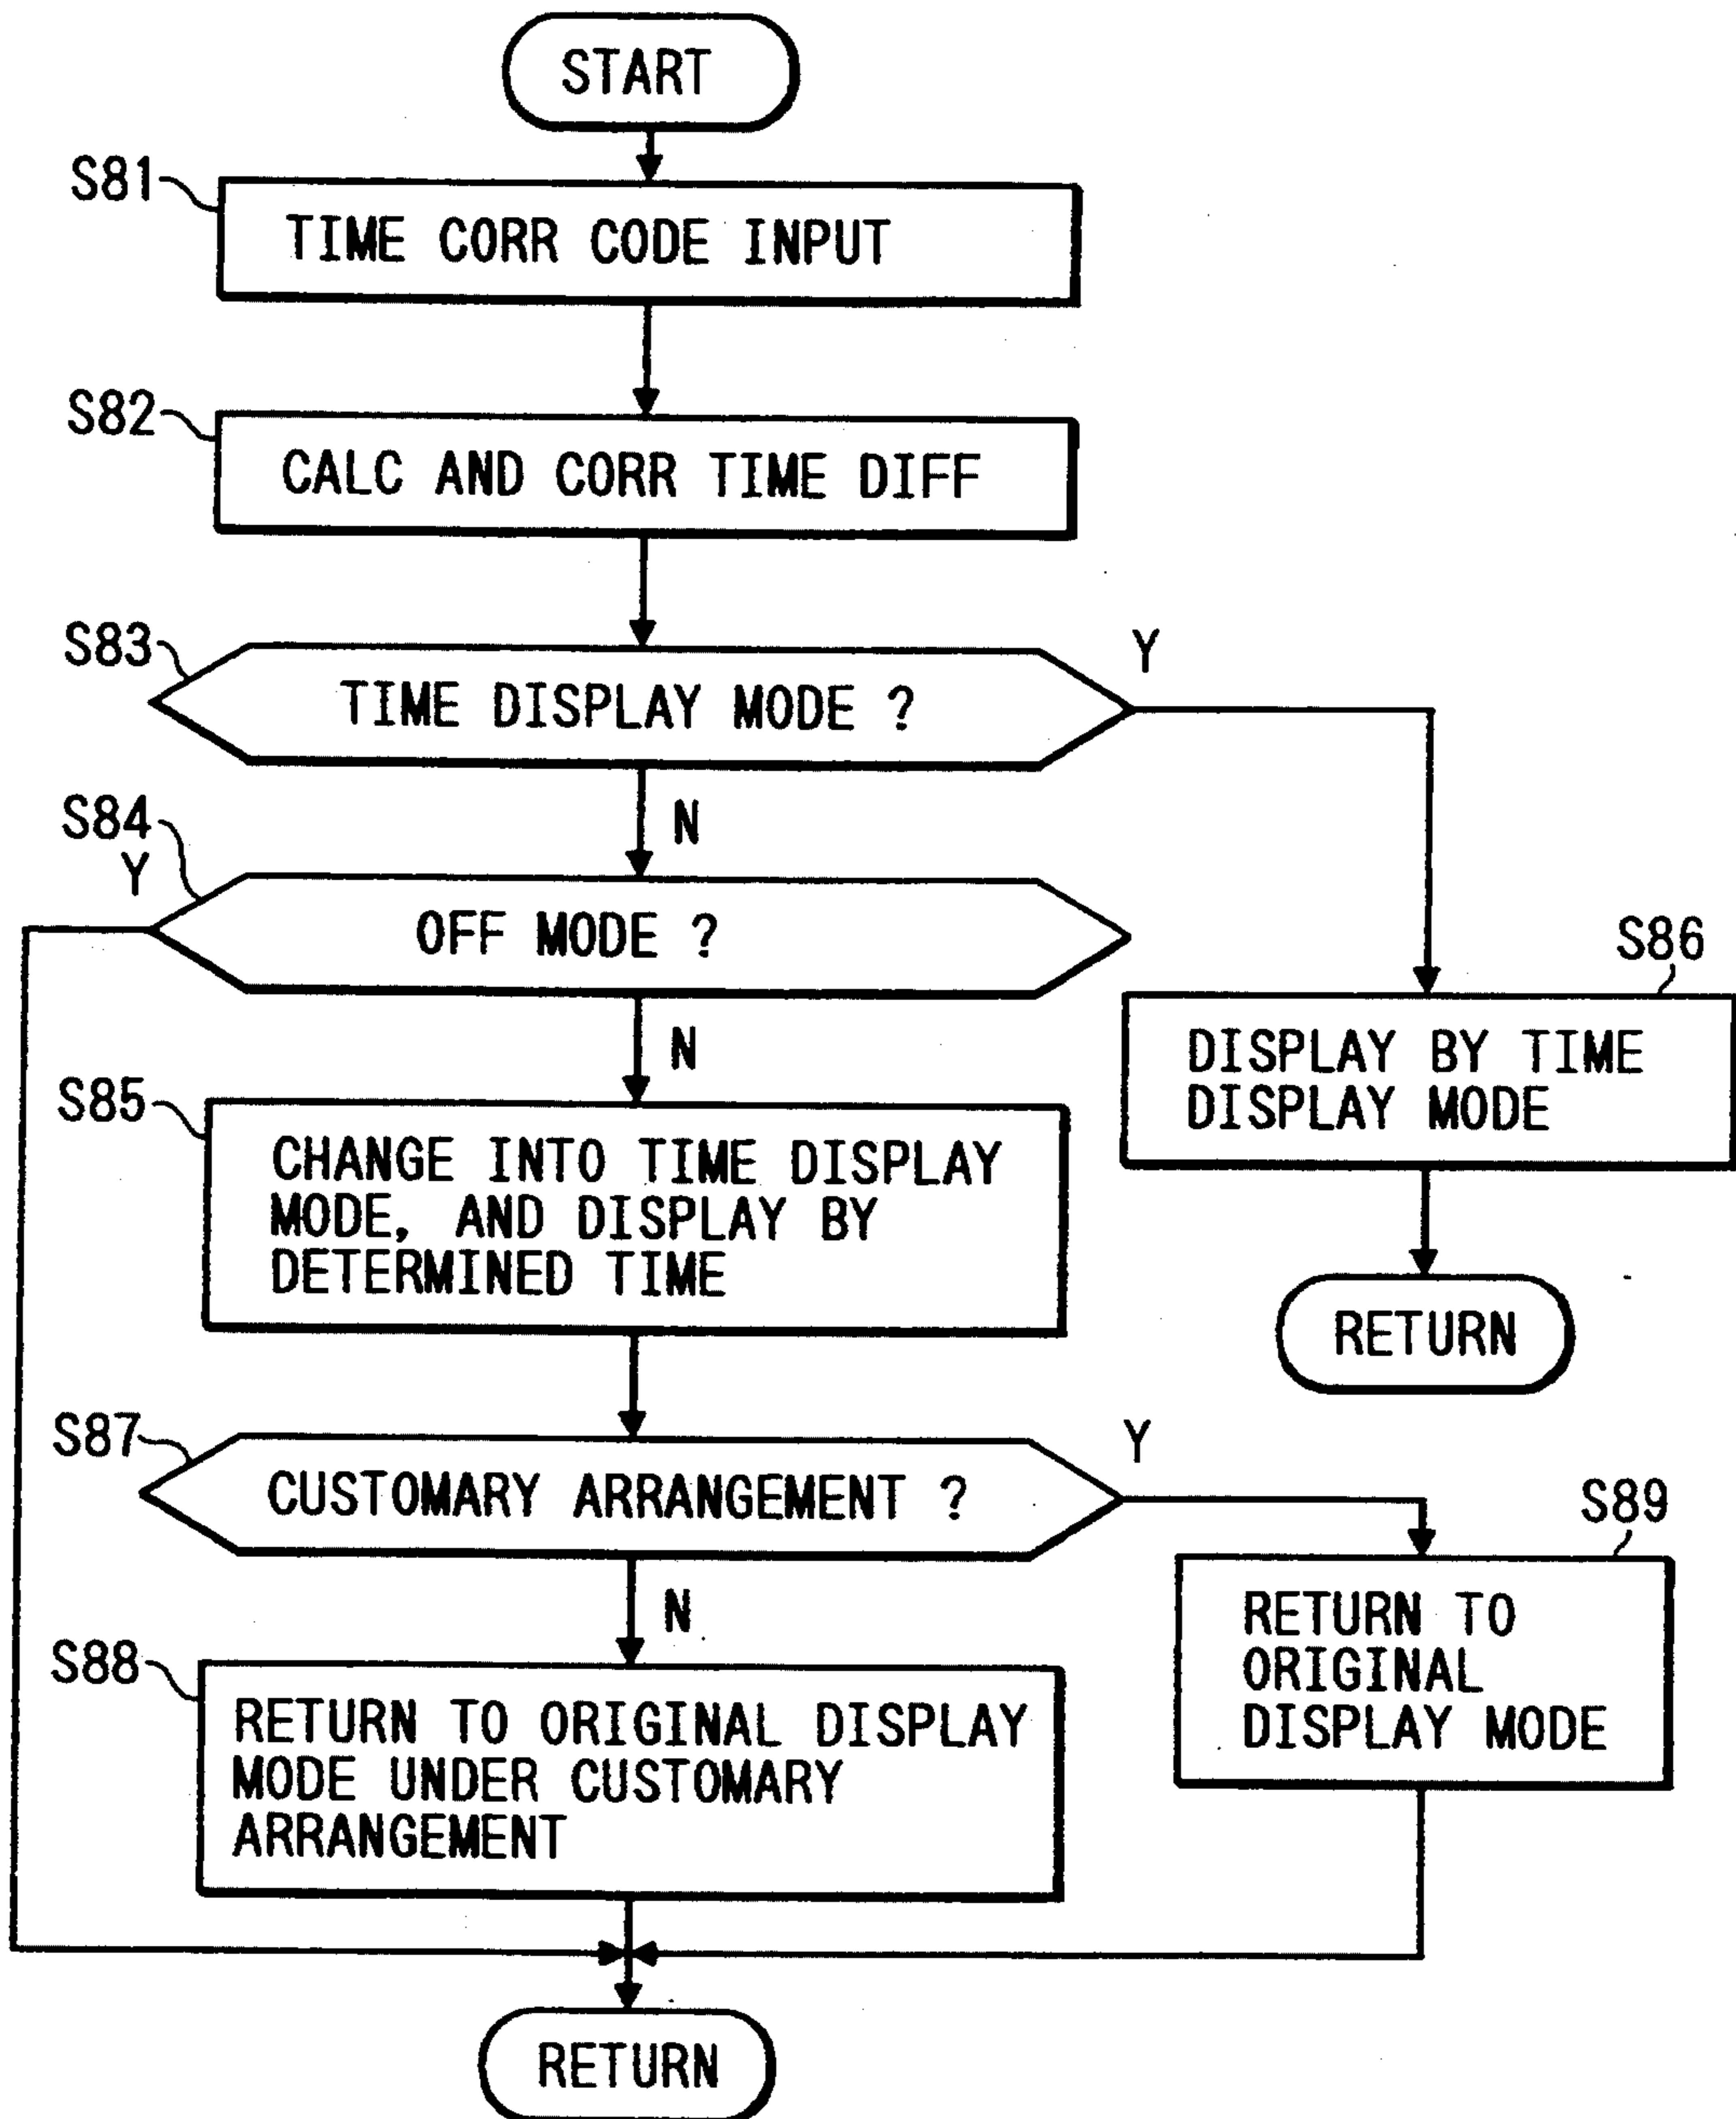 START
S81
TIME CORR CODE INPUT
S82
CALC AND CORR TIME DIFF
S83
TIME DISPLAY MODE ?
Y
N
S84
Y
OFF MODE ?
N
S86
DISPLAY BY TIME
DISPLAY MODE
RETURN
S85
CHANGE INTO TIME DISPLAY
MODE, AND DISPLAY BY
DETERMINED TIME
S87
CUSTOMARY ARRANGEMENT ?
Y
N
S89
RETURN TO
ORIGINAL
DISPLAY MODE
S88
RETURN TO ORIGINAL DISPLAY
MODE UNDER CUSTOMARY
ARRANGEMENT
RETURN